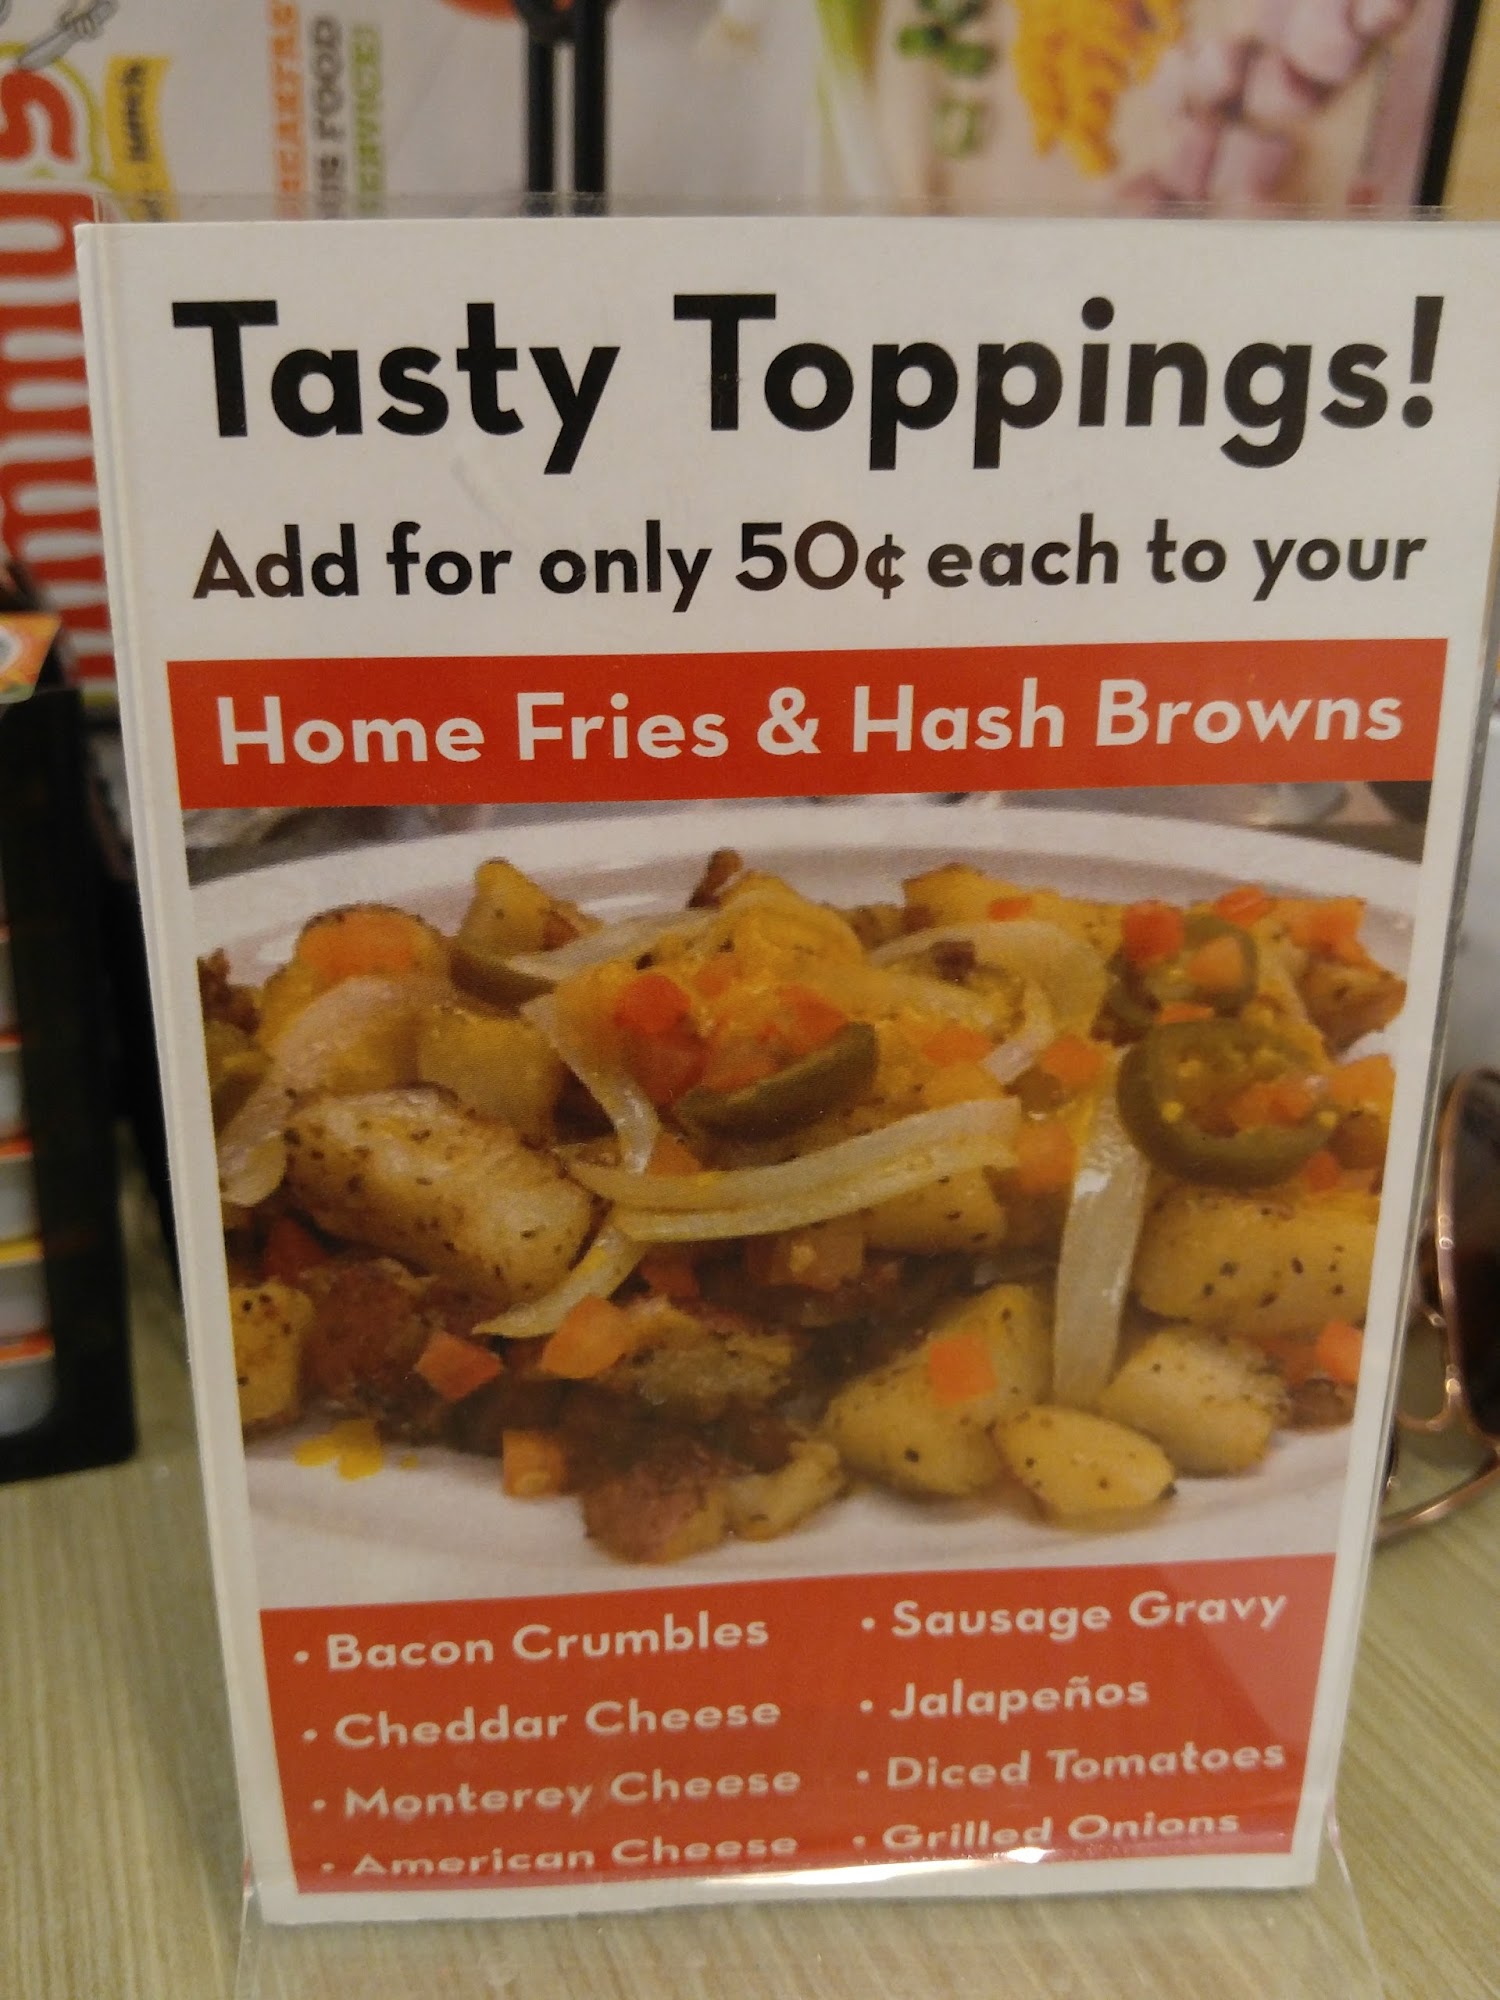 Tasty Toppings!
Add for only 50¢ each to your
Home Fries & Hash Browns
• Bacon Crumbles
• Cheddar Cheese
• Monterey Cheese
• American Cheese
• Sausage Gravy
• Jalapeños
• Diced Tomatoes
• Grilled Onions